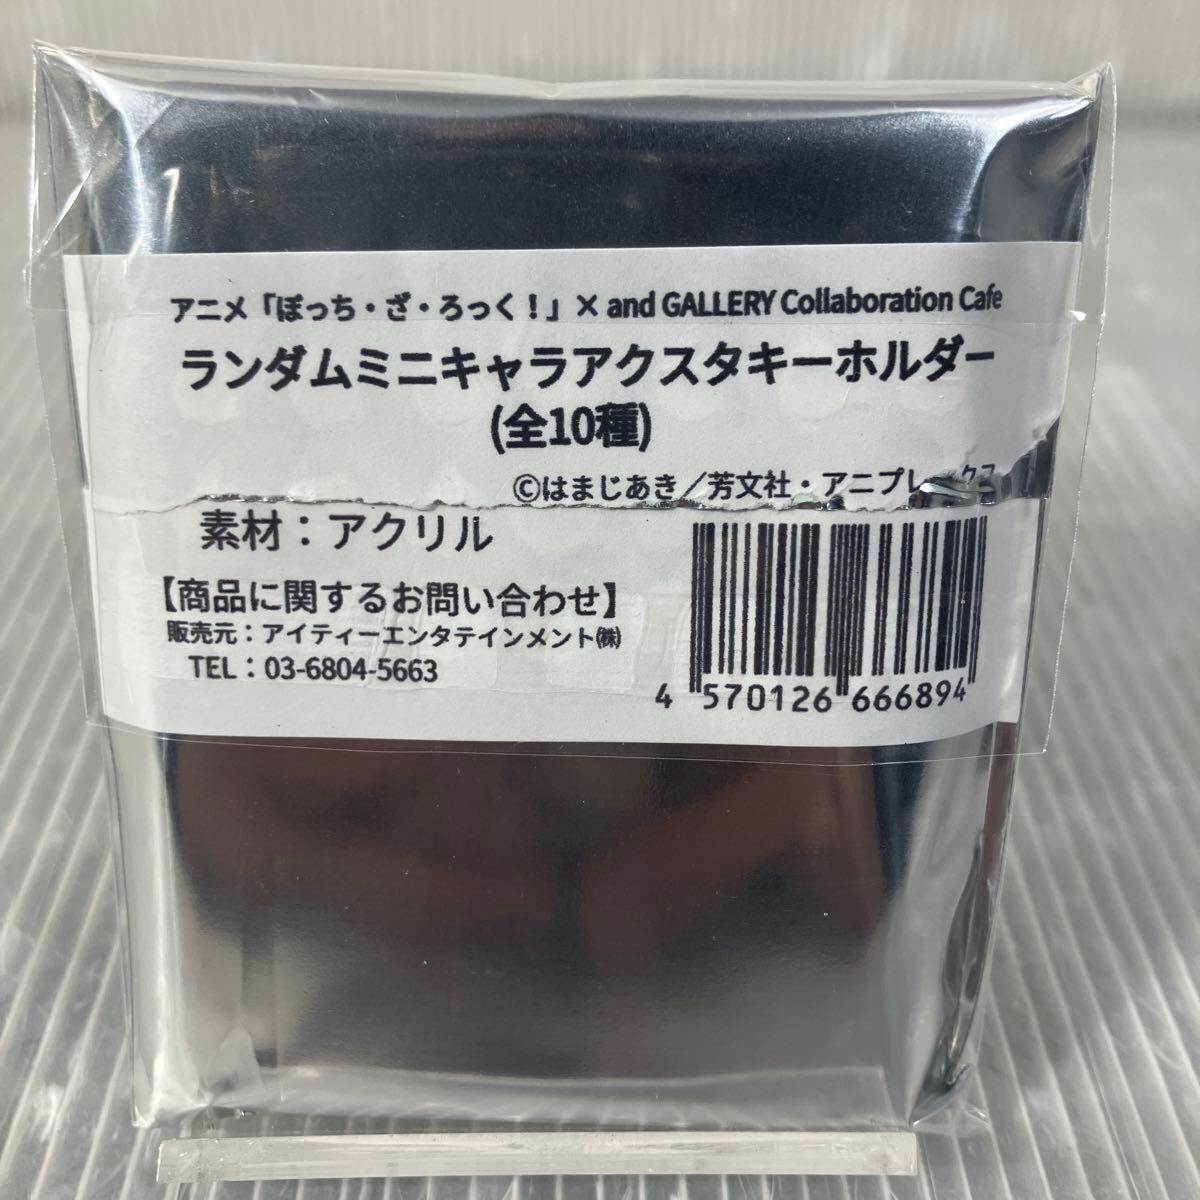 アニメ「ぼっち・ざ・ろっく！」× and GALLERY Collaboration Cafe
ランダムミニキャラアクスタキーホルダー
(全10種)
©はまじあき／芳文社・アニプレックス
素材：アクリル
【商品に関するお問い合わせ】
販売元：アイティーエンタテインメント㈱
TEL：03-6804-5663
4 570126 666894